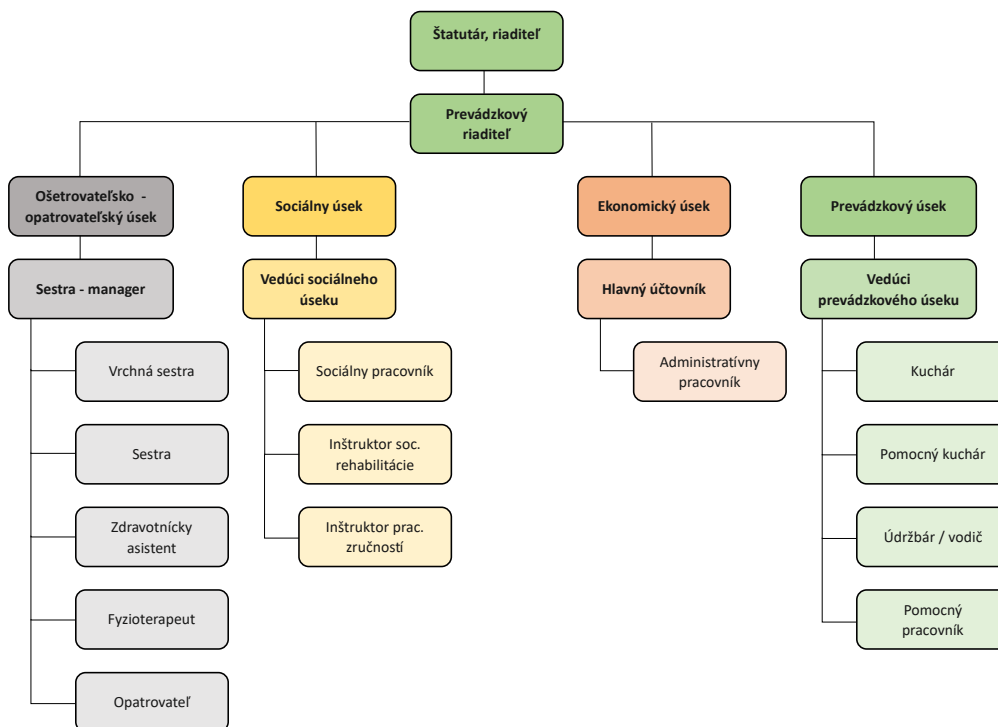 Štatutár, riaditeľ
Prevádzkový
riaditeľ
Ošetrovateľsko -
opatrovateľský úsek
Sociálny úsek
Ekonomický úsek
Prevádzkový úsek
Sestra - manager
Vedúci sociálneho
úseku
Hlavný účtovník
Vedúci
prevádzkového úseku
Vrchná sestra
Sestra
Zdravotnícky
asistent
Fyzioterapeut
Opatrovateľ
Sociálny pracovník
Inštruktor soc.
rehabilitácie
Inštruktor prac.
zručností
Administratívny
pracovník
Kuchár
Pomocný kuchár
Údržbár / vodič
Pomocný
pracovník